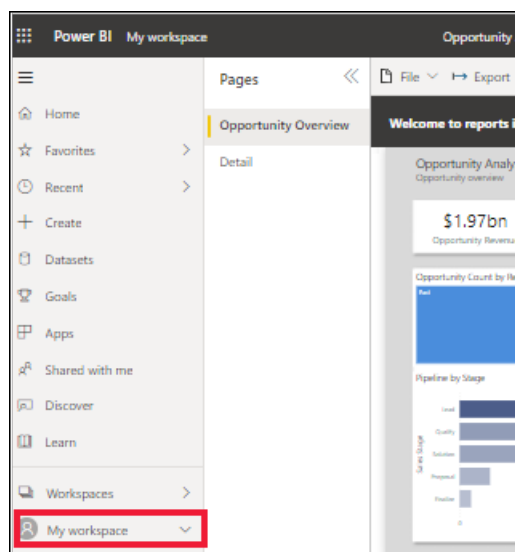 Power BI My workspace
Opportunity
Pages
File
Export
Home
Opportunity Overview
Welcome to reports i
Favorites
Detail
Opportunity Analy
Opportunity overview
Recent
Create
$1.97bn
Opportunity Revenu
Datasets
Opportunity Count by Re
Goals
Apps
Shared with me
Pipeline by Stage
Discover
Lead
Learn
Qualify
Solution
Proposal
Finalize
Sales Stage
0
Workspaces
My workspace